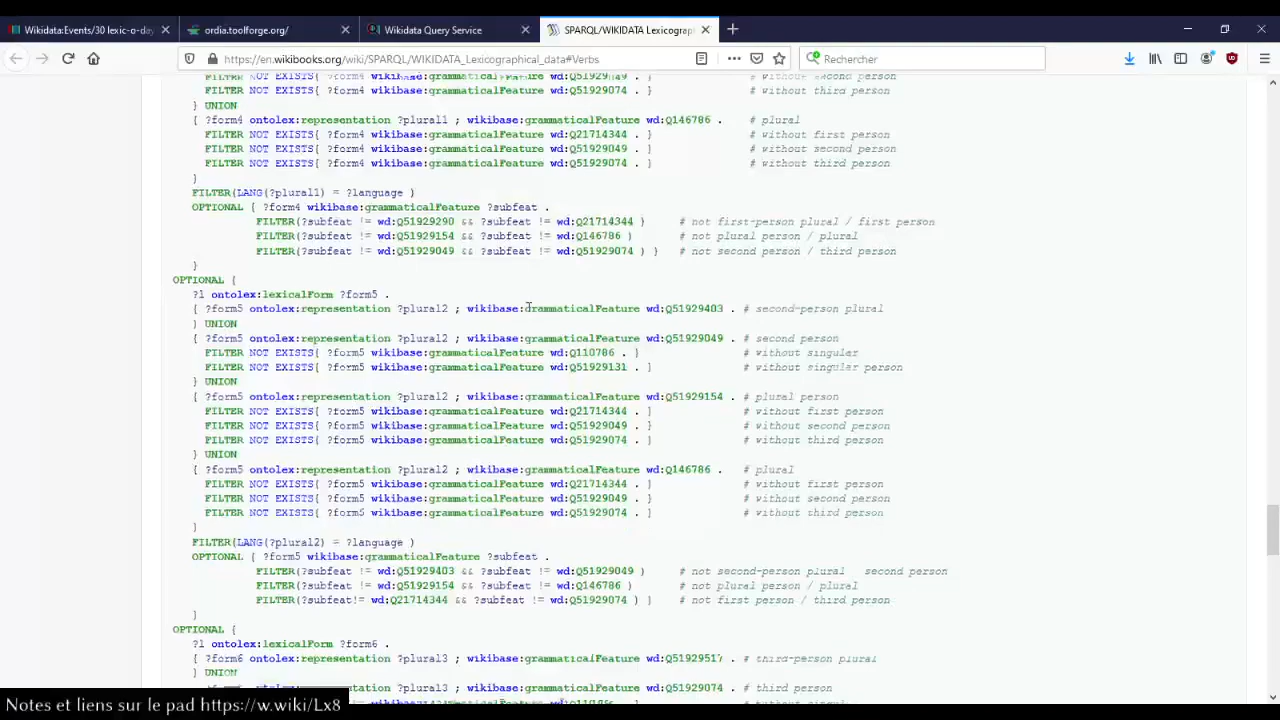 Wikidata:Events/30 lexic-o-day
ordia.toolforge.org/
Wikidata Query Service
SPARQL/WIKIDATA Lexicograph
https://en.wikibooks.org/wiki/SPARQL/WIKIDATA_Lexicographical_data#Verbs
Rechercher
FILTER NOT EXISTS{ ?form4 wikibase:grammaticalFeature wd:Q51929049 . } # without second person
FILTER NOT EXISTS{ ?form4 wikibase:grammaticalFeature wd:Q51929074 . } # without third person
} UNION
{ ?form4 ontolex:representation ?plural1 ; wikibase:grammaticalFeature wd:Q146786 . # plural
FILTER NOT EXISTS{ ?form4 wikibase:grammaticalFeature wd:Q21714344 . } # without first person
FILTER NOT EXISTS{ ?form4 wikibase:grammaticalFeature wd:Q51929049 . } # without second person
FILTER NOT EXISTS{ ?form4 wikibase:grammaticalFeature wd:Q51929074 . } # without third person
}
FILTER(LANG(?plural1) = ?language )
OPTIONAL { ?form4 wikibase:grammaticalFeature ?subfeat .
FILTER(?subfeat != wd:Q51929290 && ?subfeat != wd:Q21714344 ) # not first-person plural / first person
FILTER(?subfeat != wd:Q51929154 && ?subfeat != wd:Q146786 ) # not plural person / plural
FILTER(?subfeat != wd:Q51929049 && ?subfeat != wd:Q51929074 ) } # not second person / third person
}
OPTIONAL {
?l ontolex:lexicalForm ?form5 .
{ ?form5 ontolex:representation ?plural2 ; wikibase:grammaticalFeature wd:Q51929403 . # second-person plural
} UNION
{ ?form5 ontolex:representation ?plural2 ; wikibase:grammaticalFeature wd:Q51929049 . # second person
FILTER NOT EXISTS{ ?form5 wikibase:grammaticalFeature wd:Q110786 . } # without singular
FILTER NOT EXISTS{ ?form5 wikibase:grammaticalFeature wd:Q51929131 . } # without singular person
} UNION
{ ?form5 ontolex:representation ?plural2 ; wikibase:grammaticalFeature wd:Q51929154 . # plural person
FILTER NOT EXISTS{ ?form5 wikibase:grammaticalFeature wd:Q21714344 . } # without first person
FILTER NOT EXISTS{ ?form5 wikibase:grammaticalFeature wd:Q51929049 . } # without second person
FILTER NOT EXISTS{ ?form5 wikibase:grammaticalFeature wd:Q51929074 . } # without third person
} UNION
{ ?form5 ontolex:representation ?plural2 ; wikibase:grammaticalFeature wd:Q146786 . # plural
FILTER NOT EXISTS{ ?form5 wikibase:grammaticalFeature wd:Q21714344 . } # without first person
FILTER NOT EXISTS{ ?form5 wikibase:grammaticalFeature wd:Q51929049 . } # without second person
FILTER NOT EXISTS{ ?form5 wikibase:grammaticalFeature wd:Q51929074 . } # without third person
}
FILTER(LANG(?plural2) = ?language )
OPTIONAL { ?form5 wikibase:grammaticalFeature ?subfeat .
FILTER(?subfeat != wd:Q51929403 && ?subfeat != wd:Q51929049 ) # not second-person plural second person
FILTER(?subfeat != wd:Q51929154 && ?subfeat != wd:Q146786 ) # not plural person / plural
FILTER(?subfeat!= wd:Q21714344 && ?subfeat != wd:Q51929074 ) } # not first person / third person
}
OPTIONAL {
?l ontolex:lexicalForm ?form6 .
{ ?form6 ontolex:representation ?plural3 ; wikibase:grammaticalFeature wd:Q51929517 . # third-person plural
} UNION
?plural3 ; wikibase:grammaticalFeature wd:Q51929074 . # third person
Notes et liens sur le pad https://w.wiki/Lx8